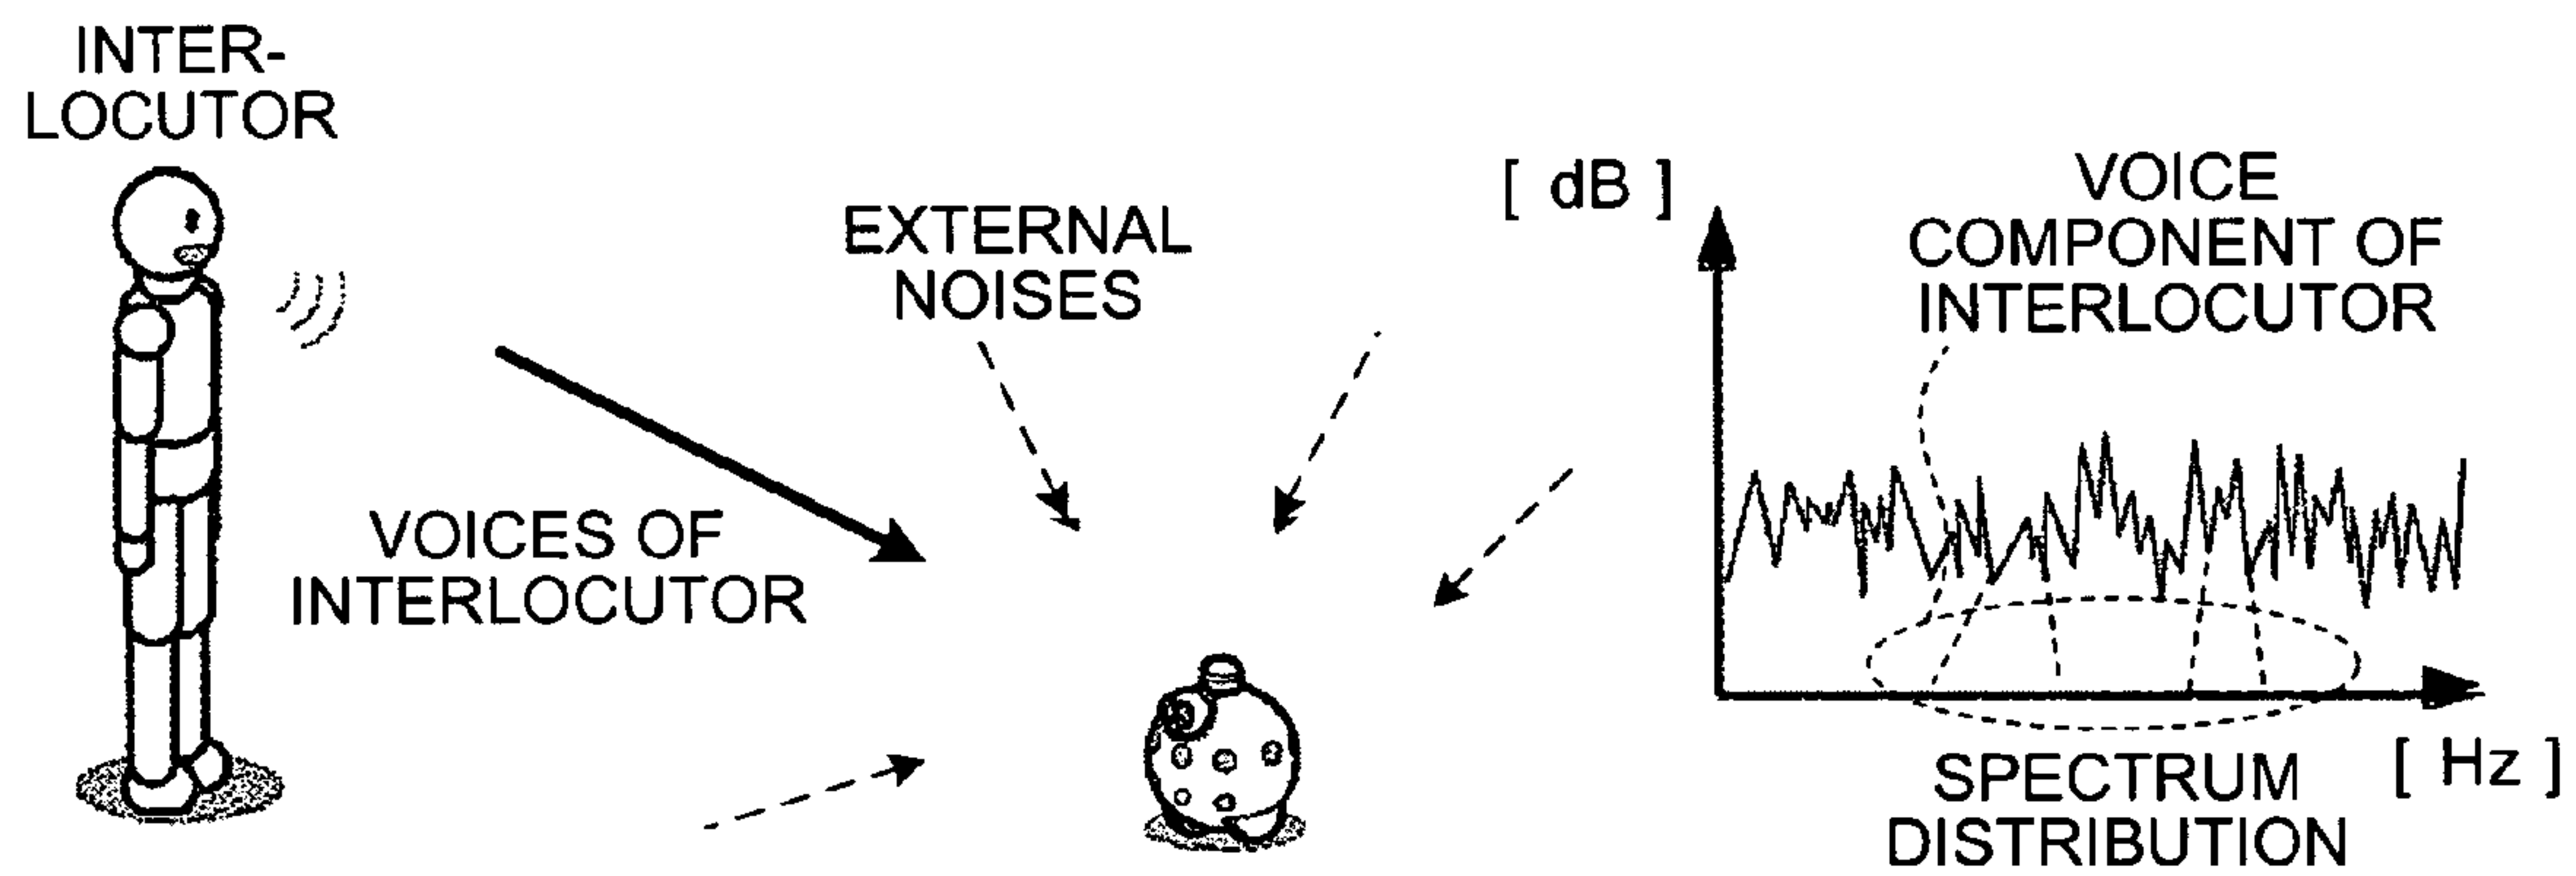 INTER-
LOCUTOR
VOICES OF
INTERLOCUTOR
EXTERNAL
NOISES
[ dB ]
VOICE
COMPONENT OF
INTERLOCUTOR
[ Hz ]
SPECTRUM
DISTRIBUTION